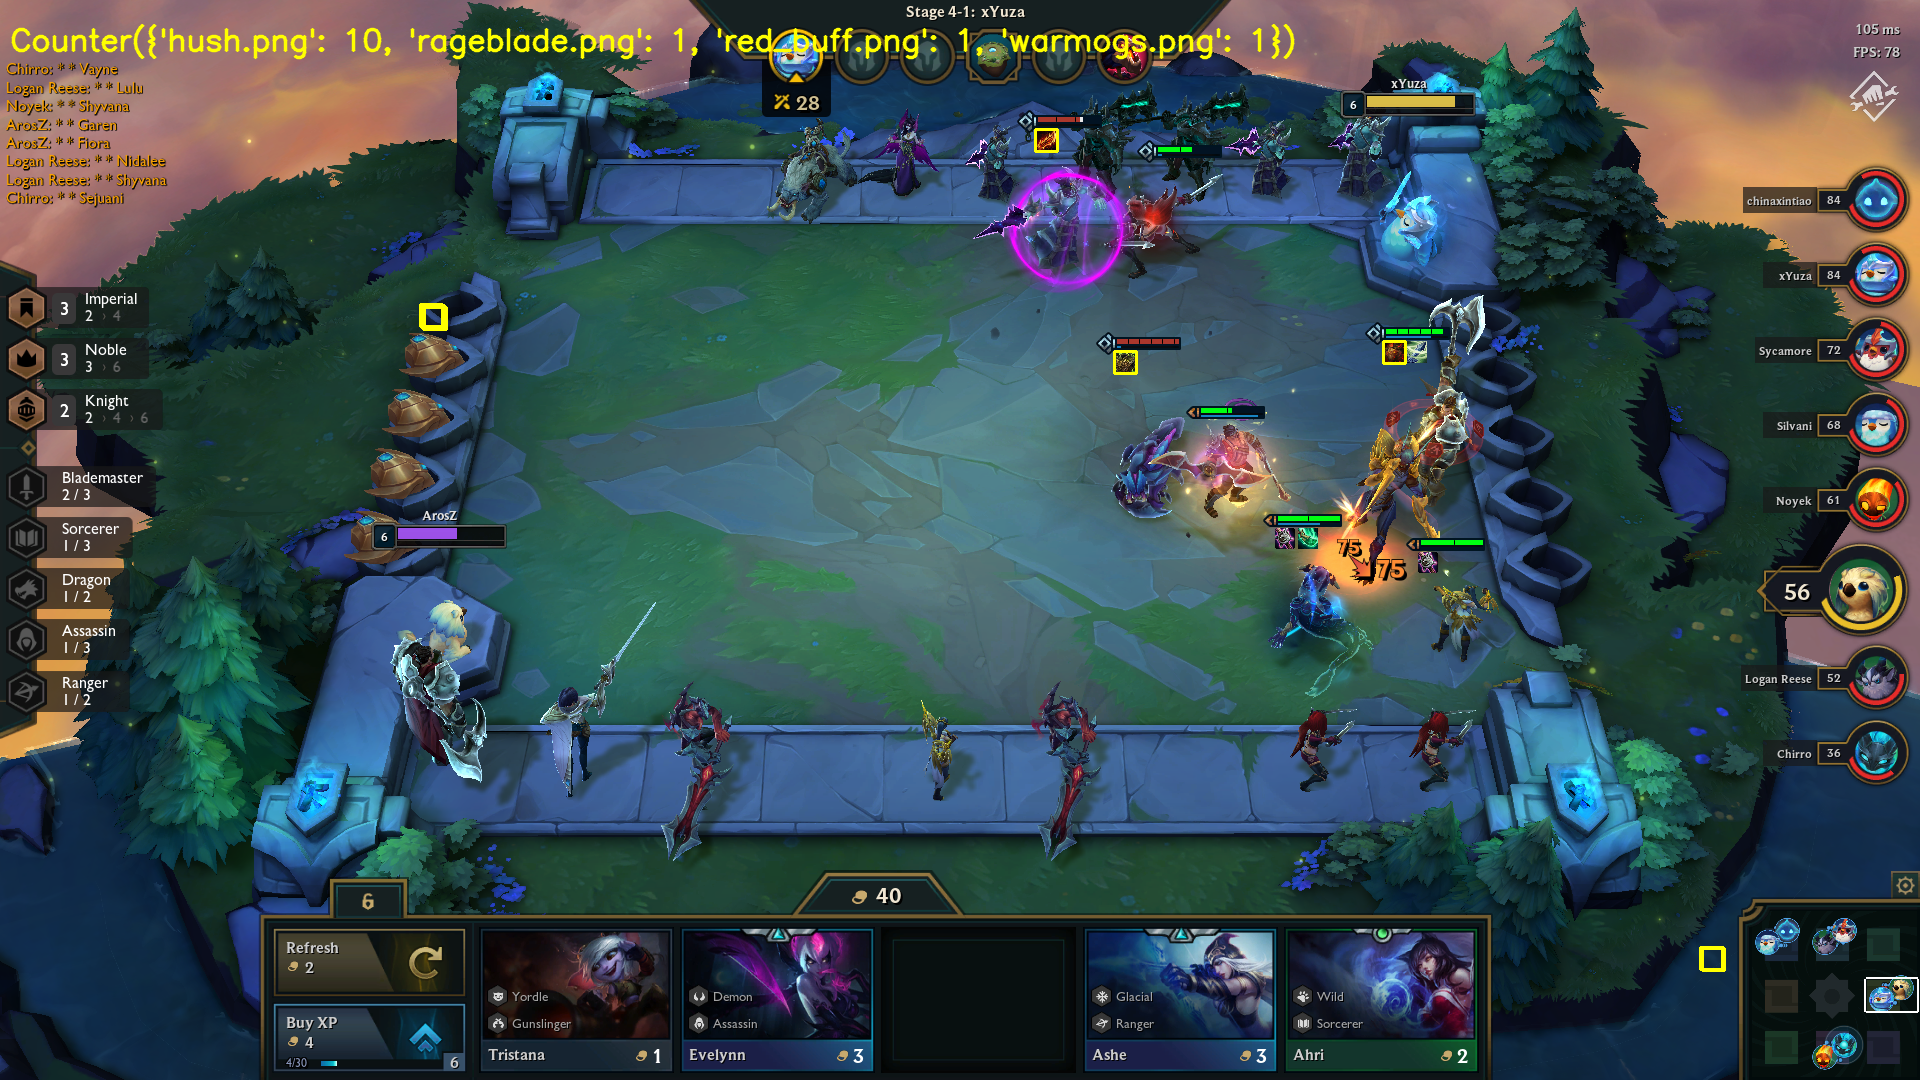 Stage 4-1: xYuza
Counter({'hush.png': 10, 'rageblade.png': 1, 'red_buff.png': 1, 'warmogs.png': 1})
105 ms
FPS: 78
Chirro: * * Vayne
Logan Reese: * * Lulu
Noyek: * * Shyvana
ArosZ: * * Garen
ArosZ: * * Fiora
Logan Reese: * * Nidalee
Logan Reese: * * Shyvana
Chirro: * * Sejuani
28
xYuza
6
chinaxintiao 84
xYuza 84
Sycamore 72
Silvani 68
Noyek 61
56
Logan Reese 52
Chirro 36
3 Imperial
2 › 4
3 Noble
3 › 6
2 Knight
2 › 4 › 6
Blademaster
2 / 3
Sorcerer
1 / 3
Dragon
1 / 2
Assassin
1 / 3
Ranger
1 / 2
ArosZ
6
75
75
6
40
Refresh
2
Buy XP
4
4/30
6
Yordle
Gunslinger
Tristana 1
Demon
Assassin
Evelynn 3
Glacial
Ranger
Ashe 3
Wild
Sorcerer
Ahri 2